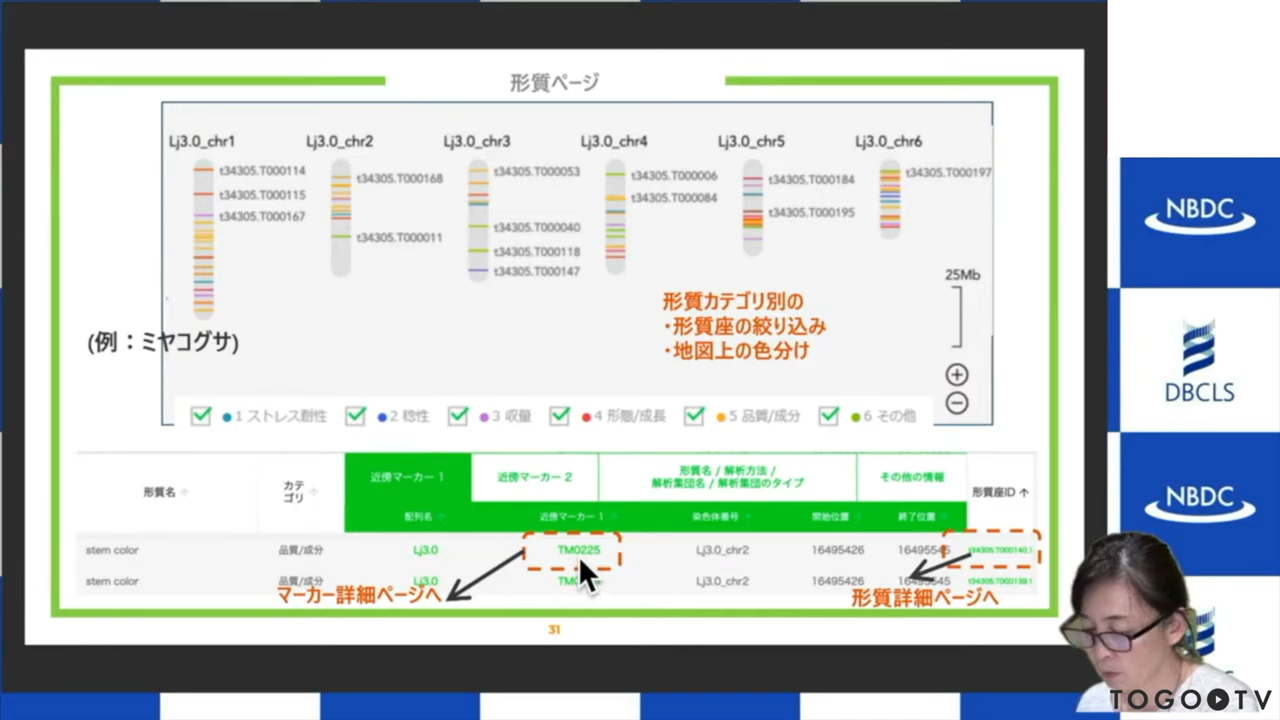 形質ページ
Lj3.0_chr1 Lj3.0_chr2 Lj3.0_chr3 Lj3.0_chr4 Lj3.0_chr5 Lj3.0_chr6
t34305.T000114
t34305.T000115
t34305.T000167
t34305.T000168
t34305.T000011
t34305.T000053
t34305.T000040
t34305.T000118
t34305.T000147
t34305.T000006
t34305.T000084
t34305.T000184
t34305.T000195
t34305.T000197
25Mb
形質カテゴリ別の
・形質座の絞り込み
・地図上の色分け
(例：ミヤコグサ)
1 ストレス耐性 2 稔性 3 収量 4 形態/成長 5 品質/成分 6 その他
形質名
カテ
ゴリ
近傍マーカー 1
近傍マーカー 2
形質名 / 解析方法 /
解析集団名 / 解析集団のタイプ
その他の情報
形質座ID
配列名 近傍マーカー 1 染色体番号 開始位置 終了位置
stem color 品質/成分 Lj3.0 TM0225 Lj3.0_chr2 16495426 16495545 t34305.T000140.1
stem color 品質/成分 Lj3.0 Lj3.0_chr2 16495426 t34305.T000139.1
マーカー詳細ページへ
形質詳細ページへ
31
NBDC
DBCLS
NBDC
TOGO TV